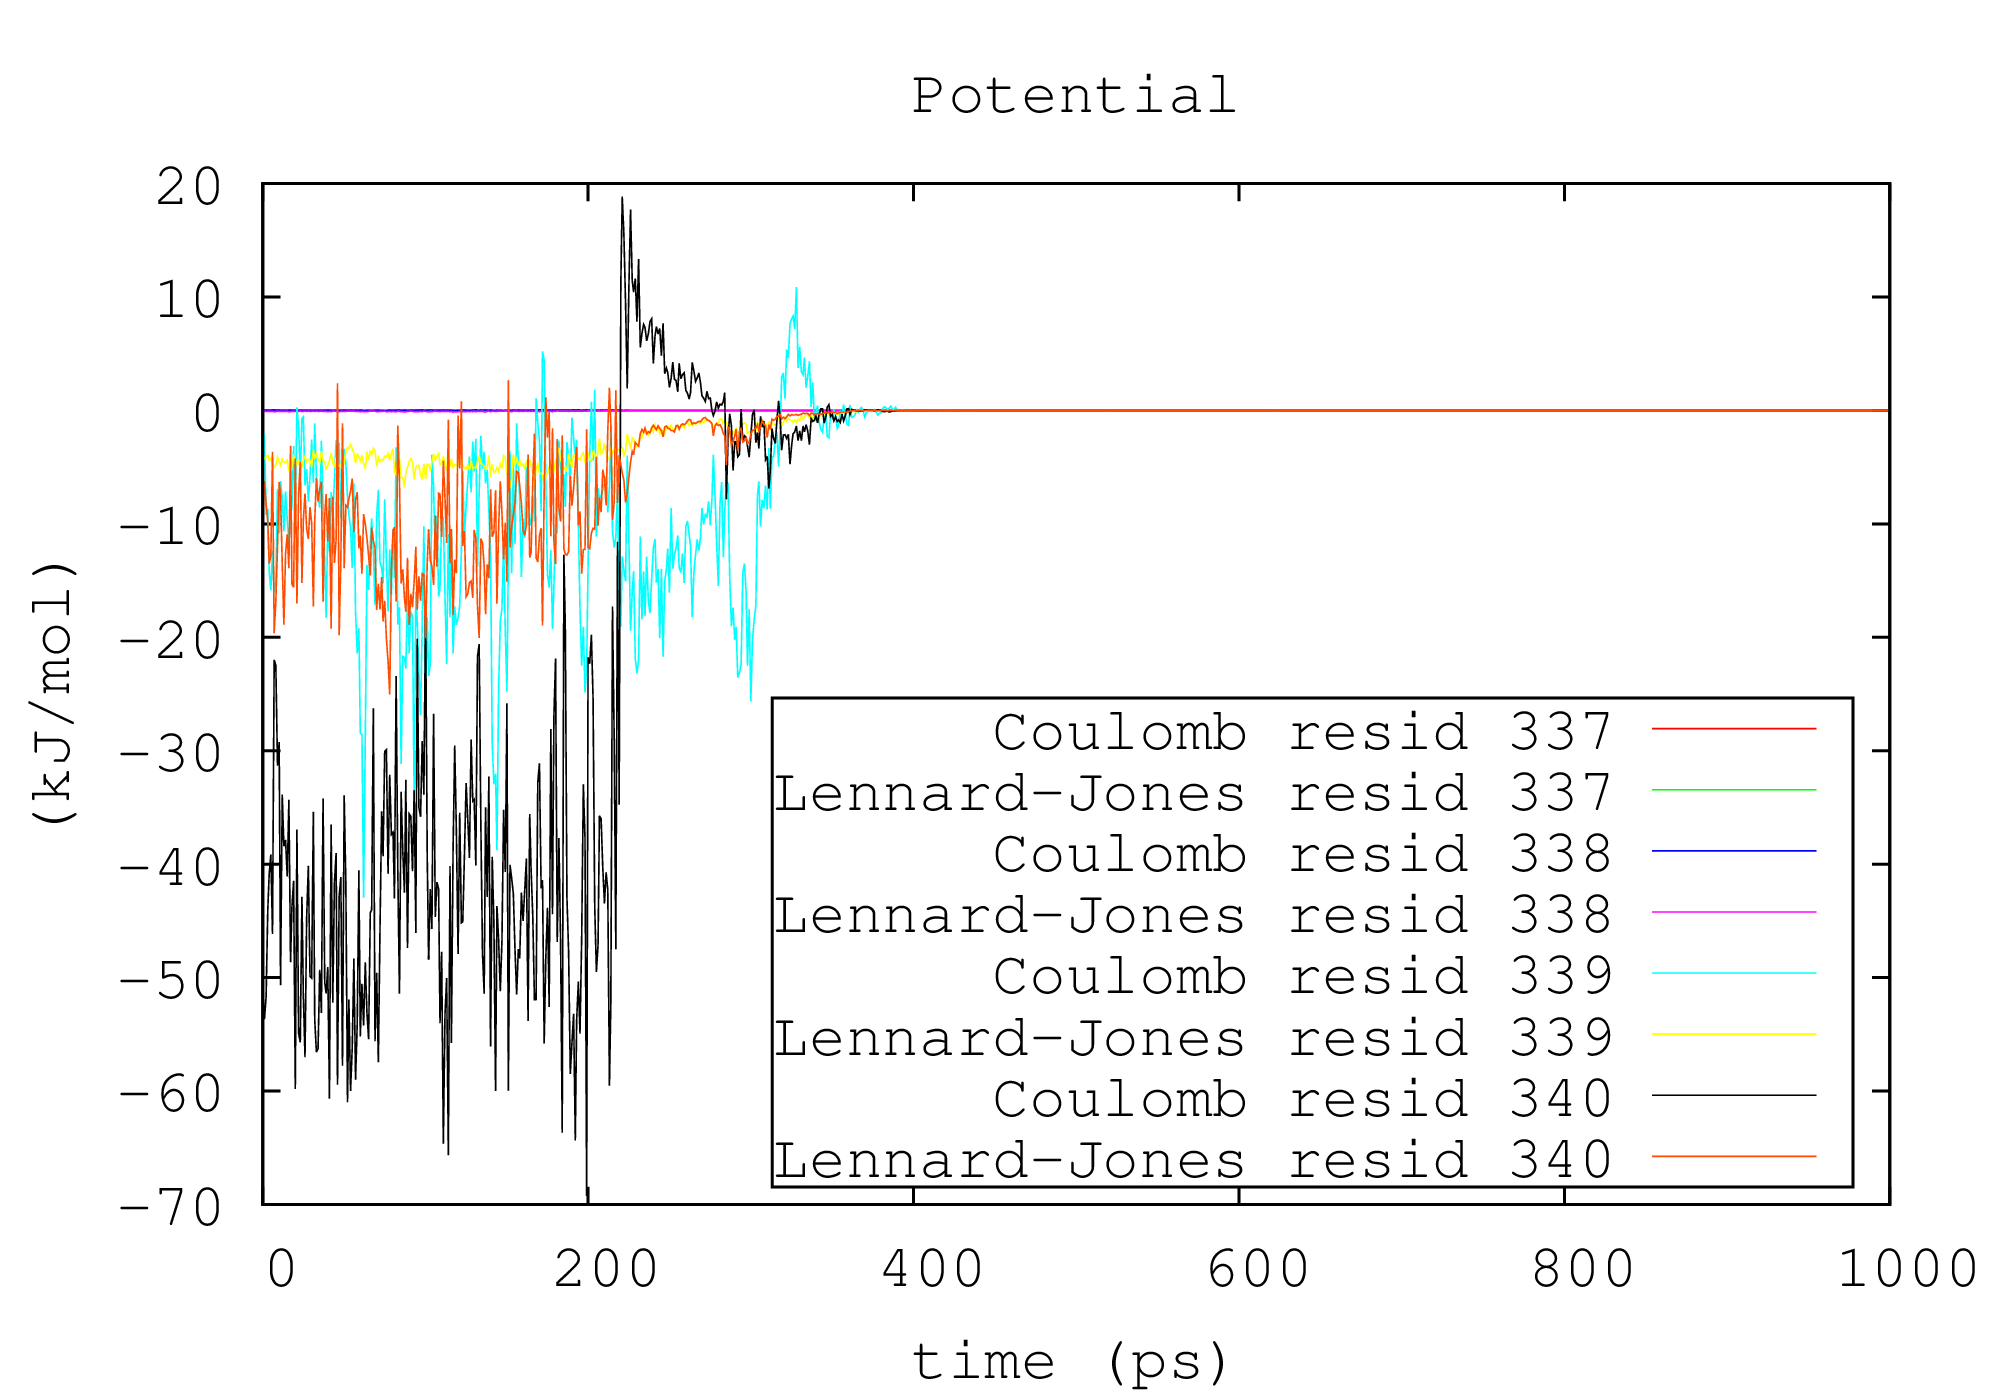 Potential
20
10
0
−10
−20
−30
−40
−50
−60
−70
(kJ/mol)
Coulomb resid 337
Lennard−Jones resid 337
Coulomb resid 338
Lennard−Jones resid 338
Coulomb resid 339
Lennard−Jones resid 339
Coulomb resid 340
Lennard−Jones resid 340
0 200 400 600 800 1000
time (ps)